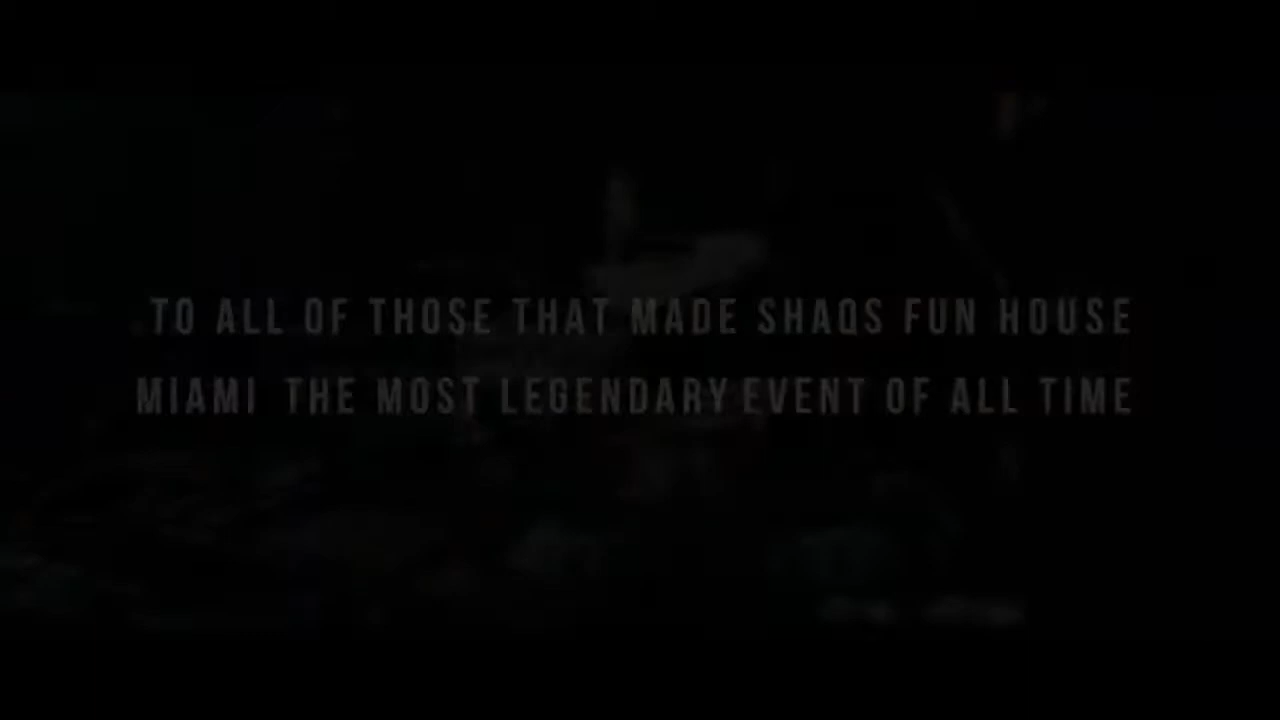 TO ALL OF THOSE THAT MADE SHAQS FUN HOUSE
MIAMI THE MOST LEGENDARY EVENT OF ALL TIME